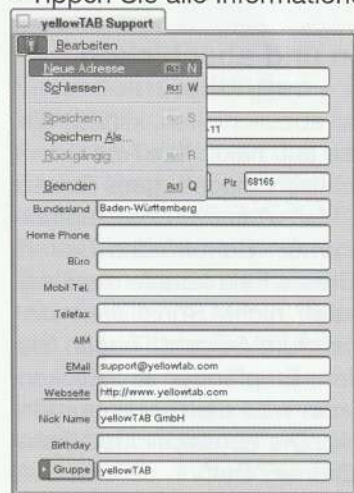 Tippen Sie alle Informationen
yellowTAB Support
Bearbeiten
Neue Adresse ALT N
Schliessen ALT W
Speichern ALT S
Speichern Als...
Rückgängig ALT R
Beenden ALT Q
-11
Plz 68165
Bundesland Baden-Württemberg
Home Phone
Büro
Mobil Tel.
Telefax
AIM
EMail support@yellowtab.com
Webseite http://www.yellowtab.com
Nick Name yellowTAB GmbH
Birthday
Gruppe yellowTAB